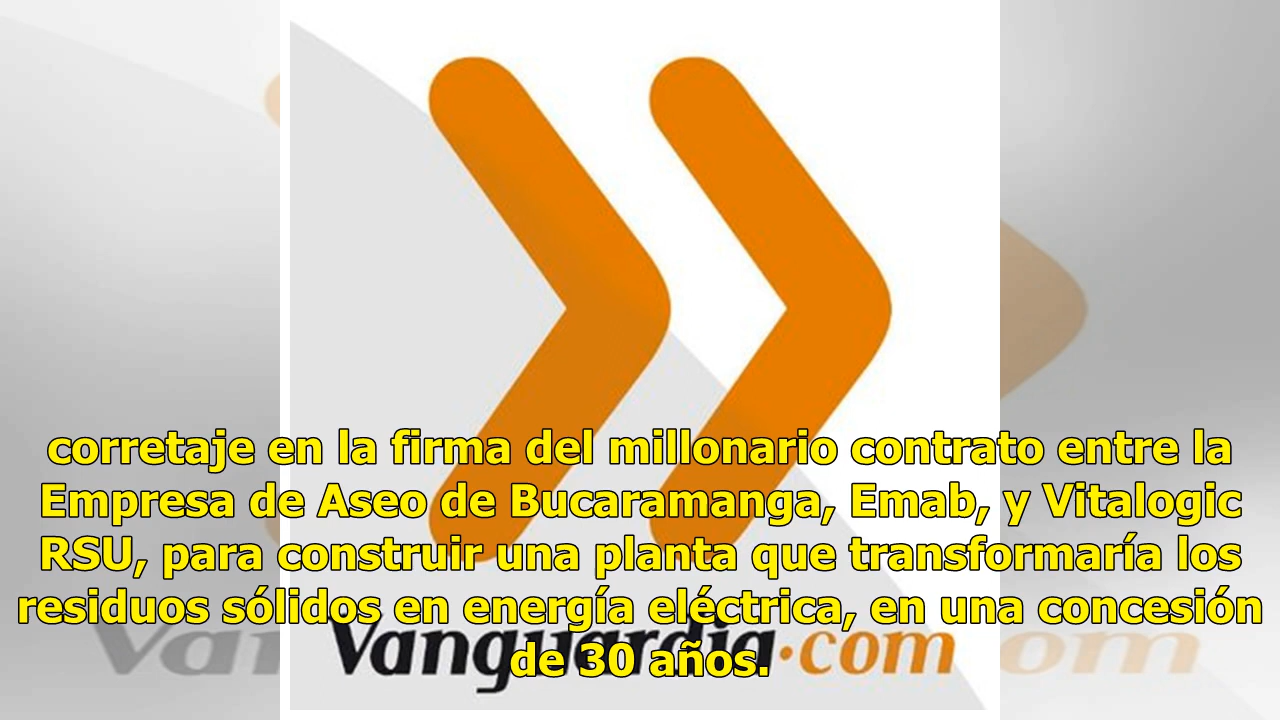 corretaje en la firma del millonario contrato entre la
Empresa de Aseo de Bucaramanga, Emab, y Vitalogic
RSU, para construir una planta que transformaría los
residuos sólidos en energía eléctrica, en una concesión
de 30 años.
Vanguardia.com